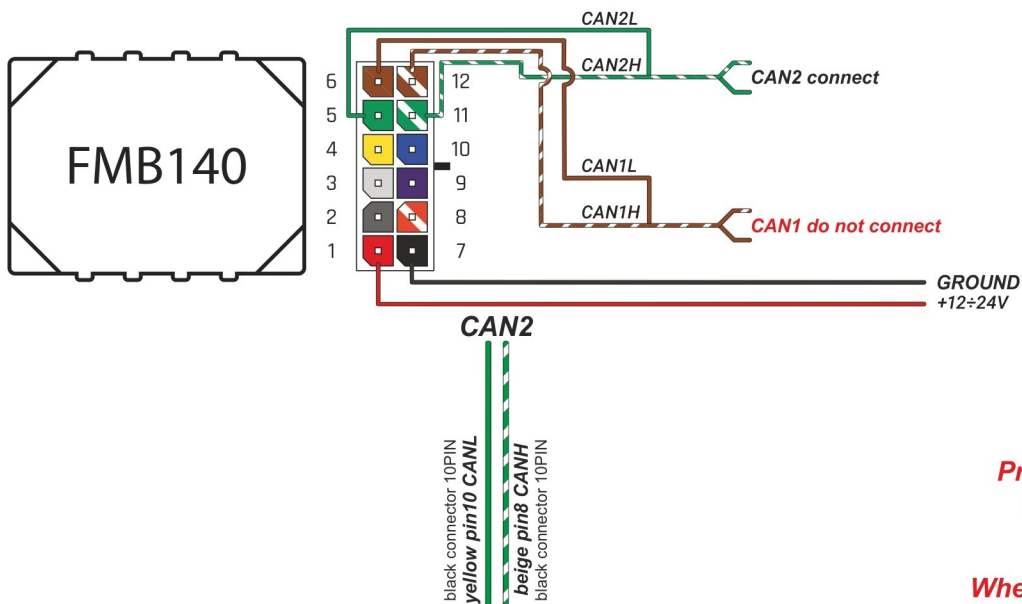 FMB140
6
5
4
3
2
1
12
11
10
9
8
7
CAN2L
CAN2H
CAN2 connect
CAN1L
CAN1H
CAN1 do not connect
GROUND
+12÷24V
CAN2
black connector 10PIN
yellow pin10 CANL
beige pin8 CANH
black connector 10PIN
Pr
Whe